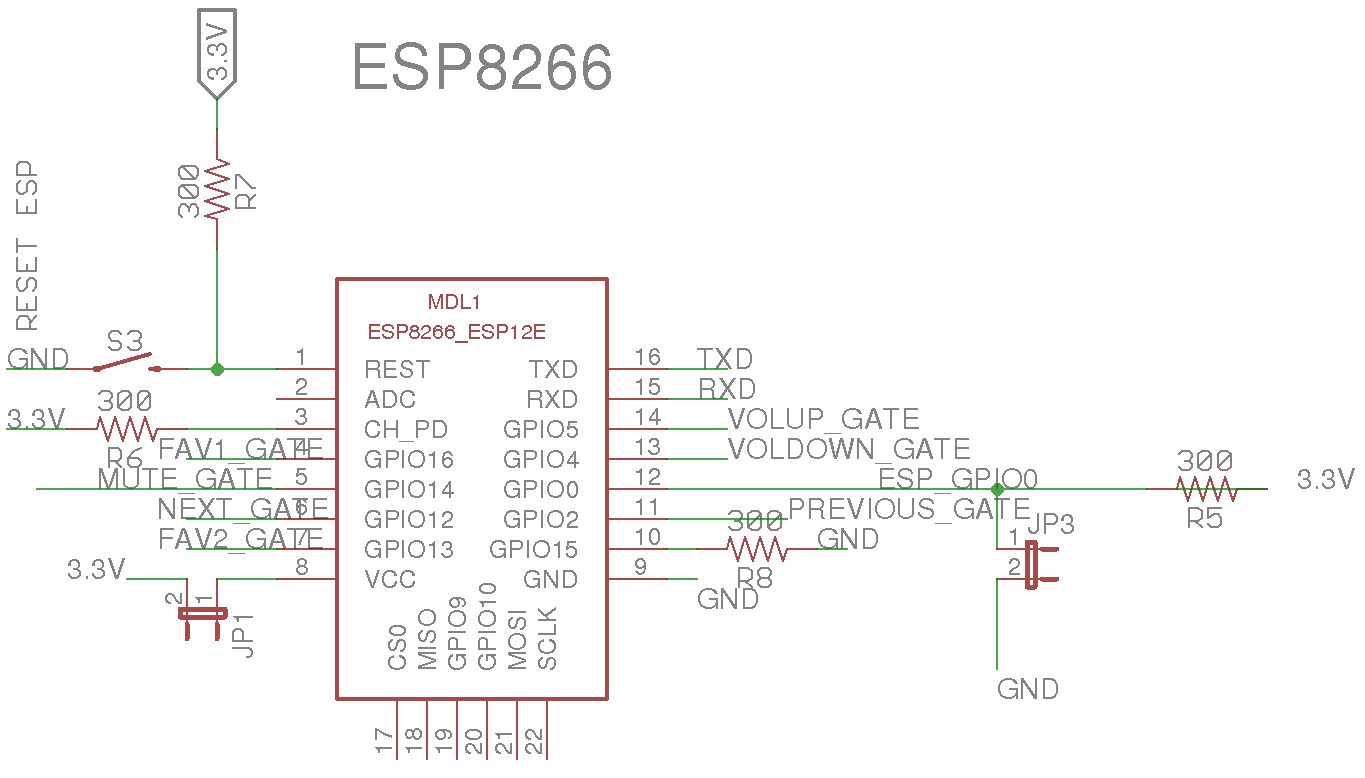 ESP8266
3.3V
300
R7
RESET ESP
MDL1
ESP8266_ESP12E
GND
S3
1
REST
TXD
16
TXD
2
ADC
RXD
15
RXD
3.3V
300
R6
3
CH_PD
GPIO5
14
VOLUP_GATE
FAV1_GATE
4
GPIO16
GPIO4
13
VOLDOWN_GATE
MUTE_GATE
5
GPIO14
GPIO0
12
ESP_GPIO0
300
R5
3.3V
NEXT_GATE
6
GPIO12
GPIO2
11
PREVIOUS_GATE
FAV2_GATE
7
GPIO13
GPIO15
10
300
R8
GND
JP3
1
2
GND
3.3V
8
VCC
GND
9
GND
2
1
JP1
CS0
MISO
GPIO9
GPIO10
MOSI
SCLK
17
18
19
20
21
22